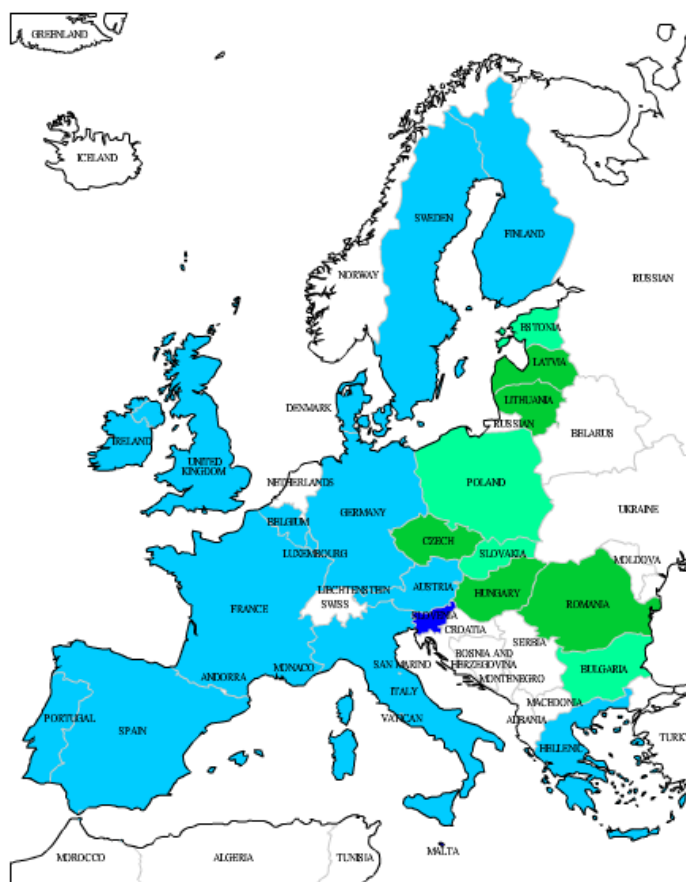 GREENLAND
ICELAND
SWEDEN
FINLAND
NORWAY
RUSSIAN
ESTONIA
LATVIA
LITHUANIA
DENMARK
RUSSIAN
BELARUS
IRELAND
UNITED
KINGDOM
NETHERLANDS
POLAND
BELGIUM
GERMANY
UKRAINE
CZECH
LUXEMBOURG
SLOVAKIA
MOLDOVA
LIECHTENSTEIN
AUSTRIA
SWISS
HUNGARY
FRANCE
ROMANIA
SLOVENIA
CROATIA
SERBIA
BOSNIA AND
HERZEGOVINA
MONACO
SAN MARINO
ANDORRA
MONTENEGRO
BULGARIA
ITALY
MACEDONIA
PORTUGAL
SPAIN
VATICAN
ALBANIA
HELLENIC
TURK
MALTA
MOROCCO
ALGERIA
TUNISIA